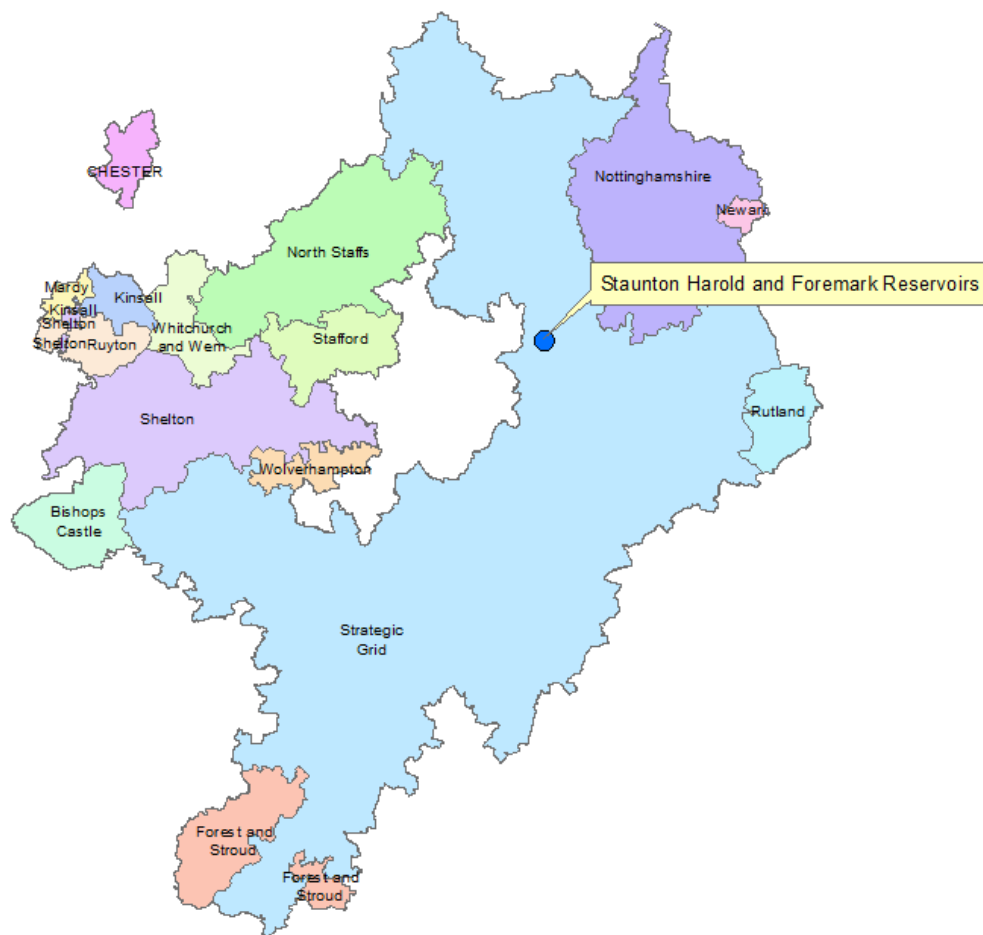 CHESTER
Nottinghamshire
Newark
North Staffs
Staunton Harold and Foremark Reservoirs
Mardy
Kinsall
Kinsall
Shelton
Shelton
Ruyton
Whitchurch
and Wem
Stafford
Rutland
Shelton
Wolverhampton
Bishops
Castle
Strategic
Grid
Forest and
Stroud
Forest and
Stroud